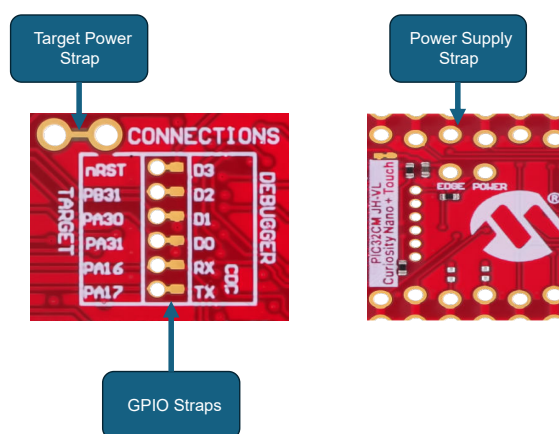 Target Power
Strap
Power Supply
Strap
CONNECTIONS
nRST D3
PB31 D2
PA30 D1
PA31 D0
PA16 RX
PA17 TX
TARGET
DEBUGGER
CDC
EDGE POWER
PIC32CM JH-VL
Curiosity Nano + Touch
®
GPIO Straps